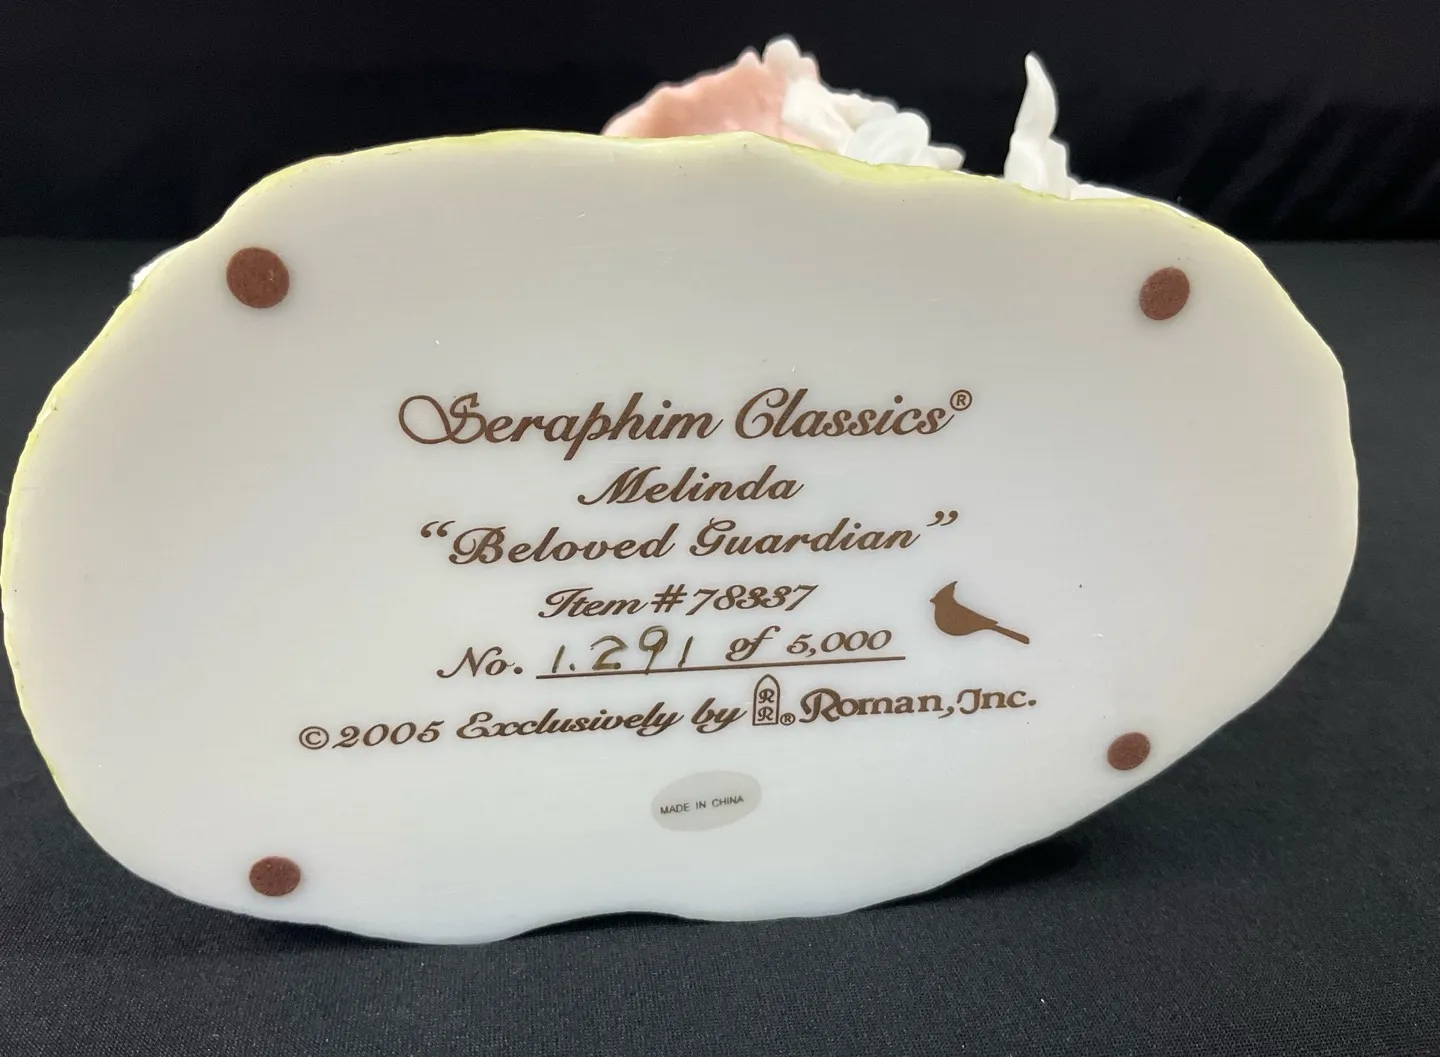 Seraphim Classics®
Melinda
“Beloved Guardian”
Item #78337
No. 1.291 of 5,000
©2005 Exclusively by RR® Roman, Inc.
MADE IN CHINA